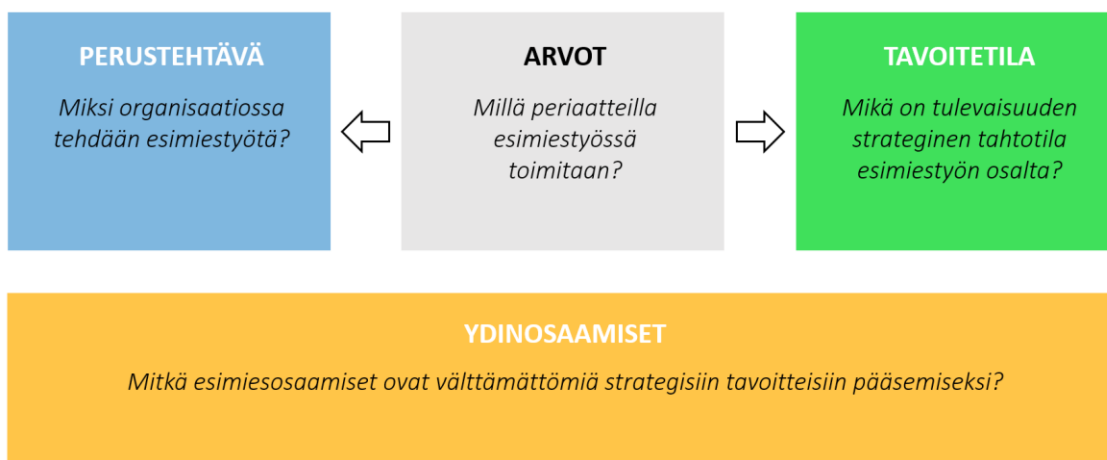 PERUSTEHTÄVÄ
Miksi organisaatiossa
tehdään esimiestyötä?
ARVOT
Millä periaatteilla
esimiestyössä
toimitaan?
TAVOITETILA
Mikä on tulevaisuuden
strateginen tahtotila
esimiestyön osalta?
YDINOSAAMISET
Mitkä esimiesosaamiset ovat välttämättömiä strategisiin tavoitteisiin pääsemiseksi?